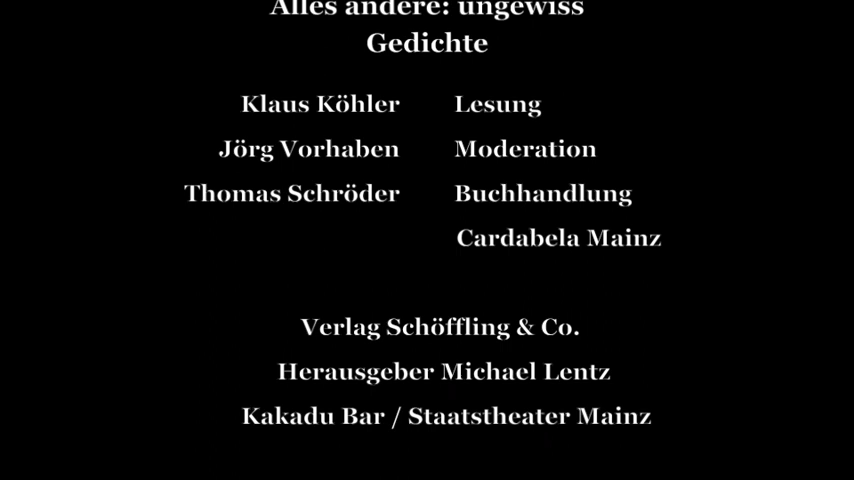 Alles andere: ungewiss
Gedichte
Klaus Köhler Lesung
Jörg Vorhaben Moderation
Thomas Schröder Buchhandlung
Cardabela Mainz
Verlag Schöffling & Co.
Herausgeber Michael Lentz
Kakadu Bar / Staatstheater Mainz